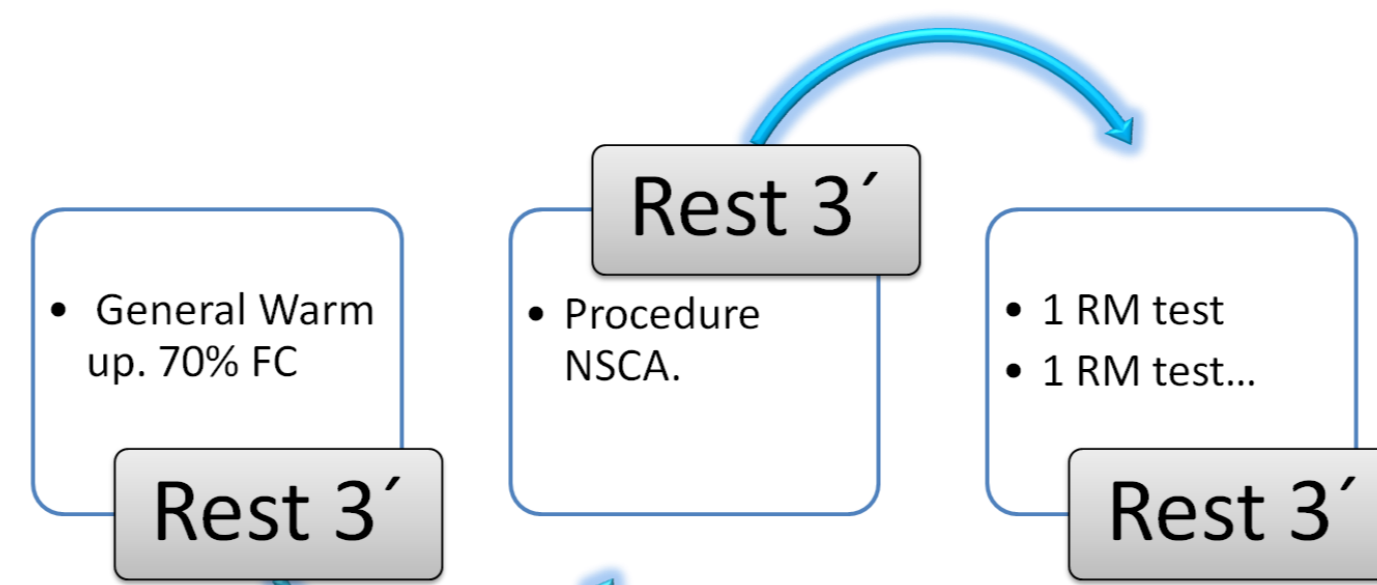 • General Warm
up. 70% FC
Rest 3´
Rest 3´
• Procedure
NSCA.
• 1 RM test
• 1 RM test...
Rest 3´